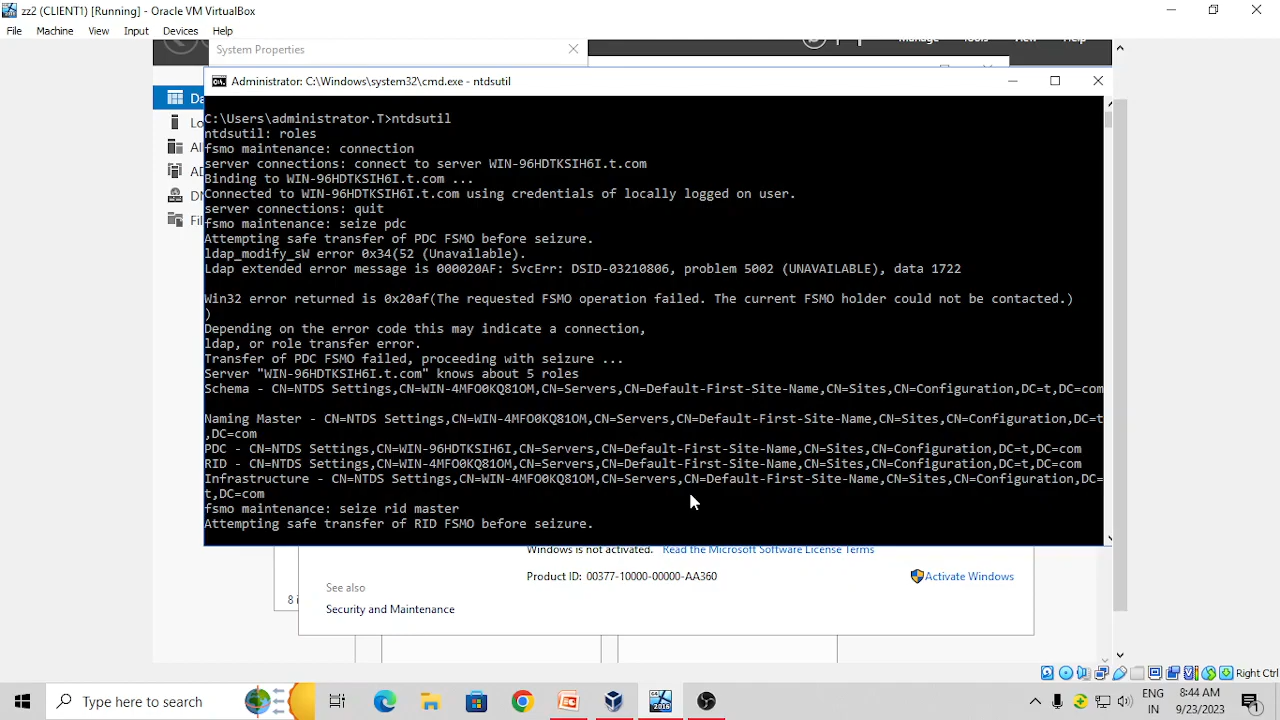 zz2 (CLIENT1) [Running] - Oracle VM VirtualBox
File Machine View Input Devices Help
System Properties
Manage Tools View Help
Administrator: C:\Windows\system32\cmd.exe - ntdsutil
Da
Lo
Al
AD
DN
Fil
C:\Users\administrator.T>ntdsutil
ntdsutil: roles
fsmo maintenance: connection
server connections: connect to server WIN-96HDTKSIH6I.t.com
Binding to WIN-96HDTKSIH6I.t.com ...
Connected to WIN-96HDTKSIH6I.t.com using credentials of locally logged on user.
server connections: quit
fsmo maintenance: seize pdc
Attempting safe transfer of PDC FSMO before seizure.
ldap_modify_sW error 0x34(52 (Unavailable).
Ldap extended error message is 000020AF: SvcErr: DSID-03210806, problem 5002 (UNAVAILABLE), data 1722
Win32 error returned is 0x20af(The requested FSMO operation failed. The current FSMO holder could not be contacted.)
)
Depending on the error code this may indicate a connection,
ldap, or role transfer error.
Transfer of PDC FSMO failed, proceeding with seizure ...
Server "WIN-96HDTKSIH6I.t.com" knows about 5 roles
Schema - CN=NTDS Settings,CN=WIN-4MFO0KQ81OM,CN=Servers,CN=Default-First-Site-Name,CN=Sites,CN=Configuration,DC=t,DC=com
Naming Master - CN=NTDS Settings,CN=WIN-4MFO0KQ81OM,CN=Servers,CN=Default-First-Site-Name,CN=Sites,CN=Configuration,DC=t
,DC=com
PDC - CN=NTDS Settings,CN=WIN-96HDTKSIH6I,CN=Servers,CN=Default-First-Site-Name,CN=Sites,CN=Configuration,DC=t,DC=com
RID - CN=NTDS Settings,CN=WIN-4MFO0KQ81OM,CN=Servers,CN=Default-First-Site-Name,CN=Sites,CN=Configuration,DC=t,DC=com
Infrastructure - CN=NTDS Settings,CN=WIN-4MFO0KQ81OM,CN=Servers,CN=Default-First-Site-Name,CN=Sites,CN=Configuration,DC=
t,DC=com
fsmo maintenance: seize rid master
Attempting safe transfer of RID FSMO before seizure.
Windows is not activated. Read the Microsoft Software License Terms
Product ID: 00377-10000-00000-AA360
Activate Windows
See also
8 i
Security and Maintenance
Right Ctrl
Type here to search
ENG
IN
8:44 AM
9/23/2023